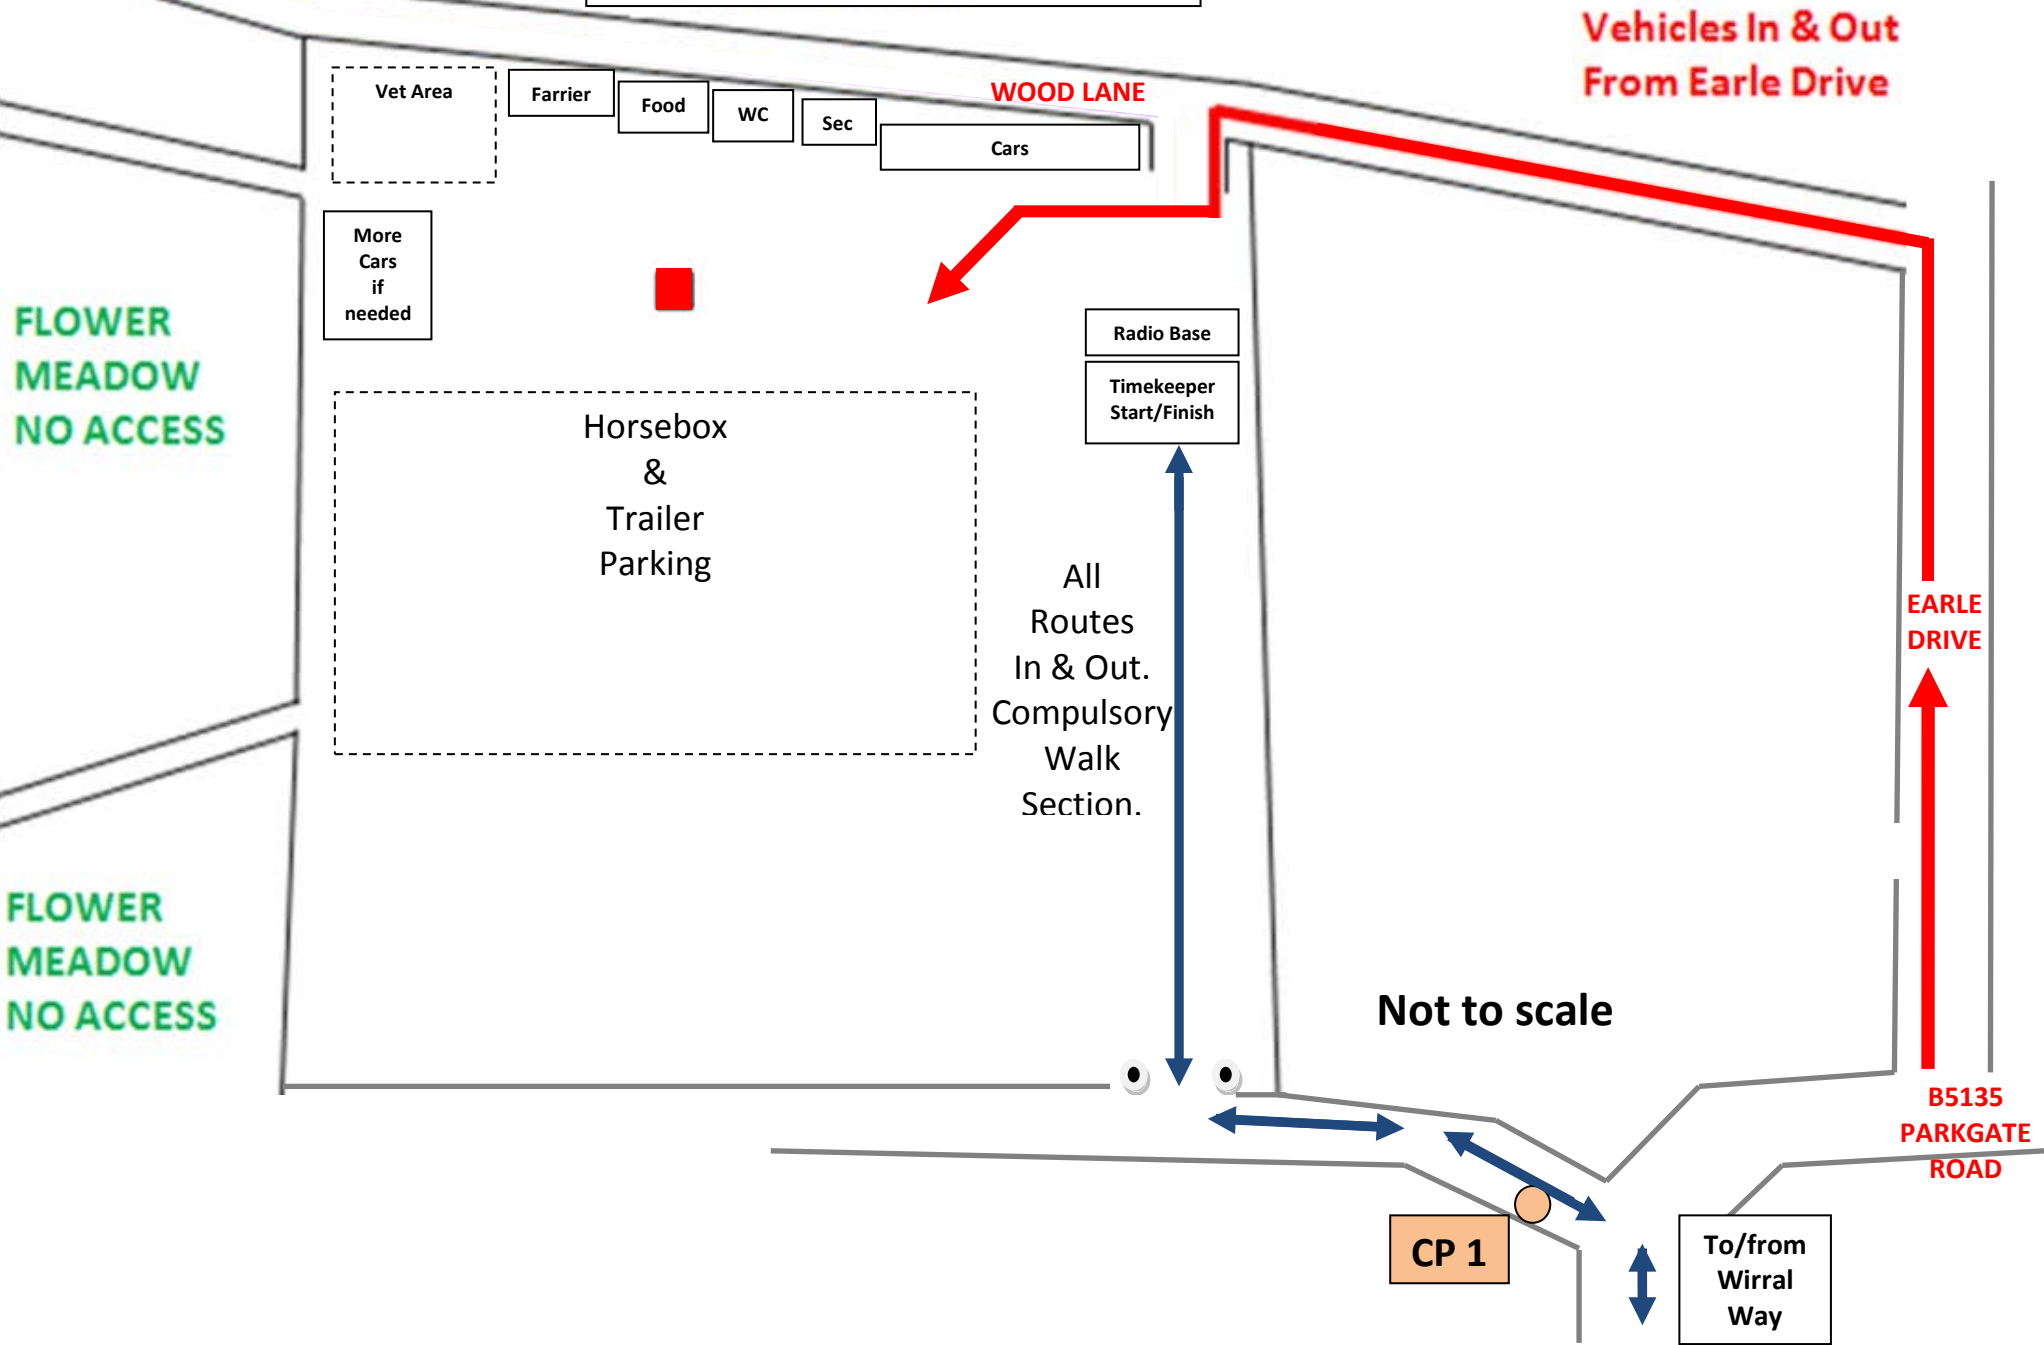 Vehicles In & Out
From Earle Drive
WOOD LANE
Vet Area
Farrier
Food
WC
Sec
Cars
More
Cars
if
needed
FLOWER
MEADOW
NO ACCESS
Radio Base
Timekeeper
Start/Finish
Horsebox
&
Trailer
Parking
All
Routes
In & Out.
Compulsory
Walk
Section.
EARLE
DRIVE
FLOWER
MEADOW
NO ACCESS
Not to scale
B5135
PARKGATE
ROAD
CP 1
To/from
Wirral
Way